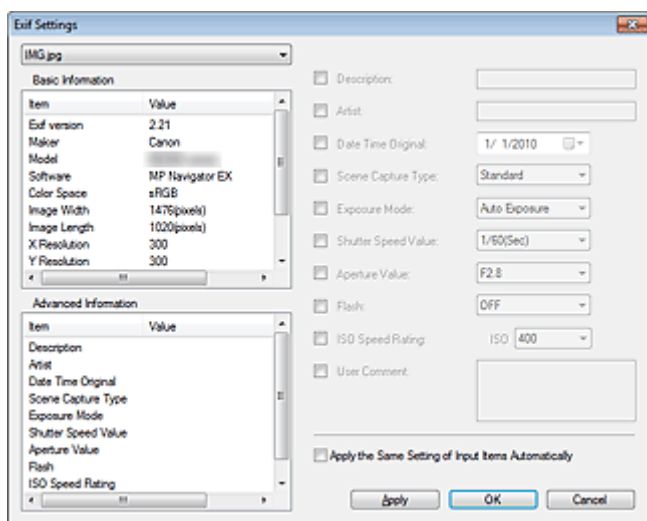 Exif Settings
IMG.jpg
Basic Information
Item Value
Exif version 2.21
Maker Canon
Model
Software MP Navigator EX
Color Space sRGB
Image Width 1476(pixels)
Image Length 1020(pixels)
X Resolution 300
Y Resolution 300
Advanced Information
Item Value
Description
Artist
Date Time Original
Scene Capture Type
Exposure Mode
Shutter Speed Value
Aperture Value
Flash
ISO Speed Rating
Description:
Artist:
Date Time Original: 1/ 1/2010
Scene Capture Type: Standard
Exposure Mode: Auto Exposure
Shutter Speed Value: 1/60(Sec)
Aperture Value: F2.8
Flash: OFF
ISO Speed Rating: ISO 400
User Comment:
Apply the Same Setting of Input Items Automatically
Apply OK Cancel